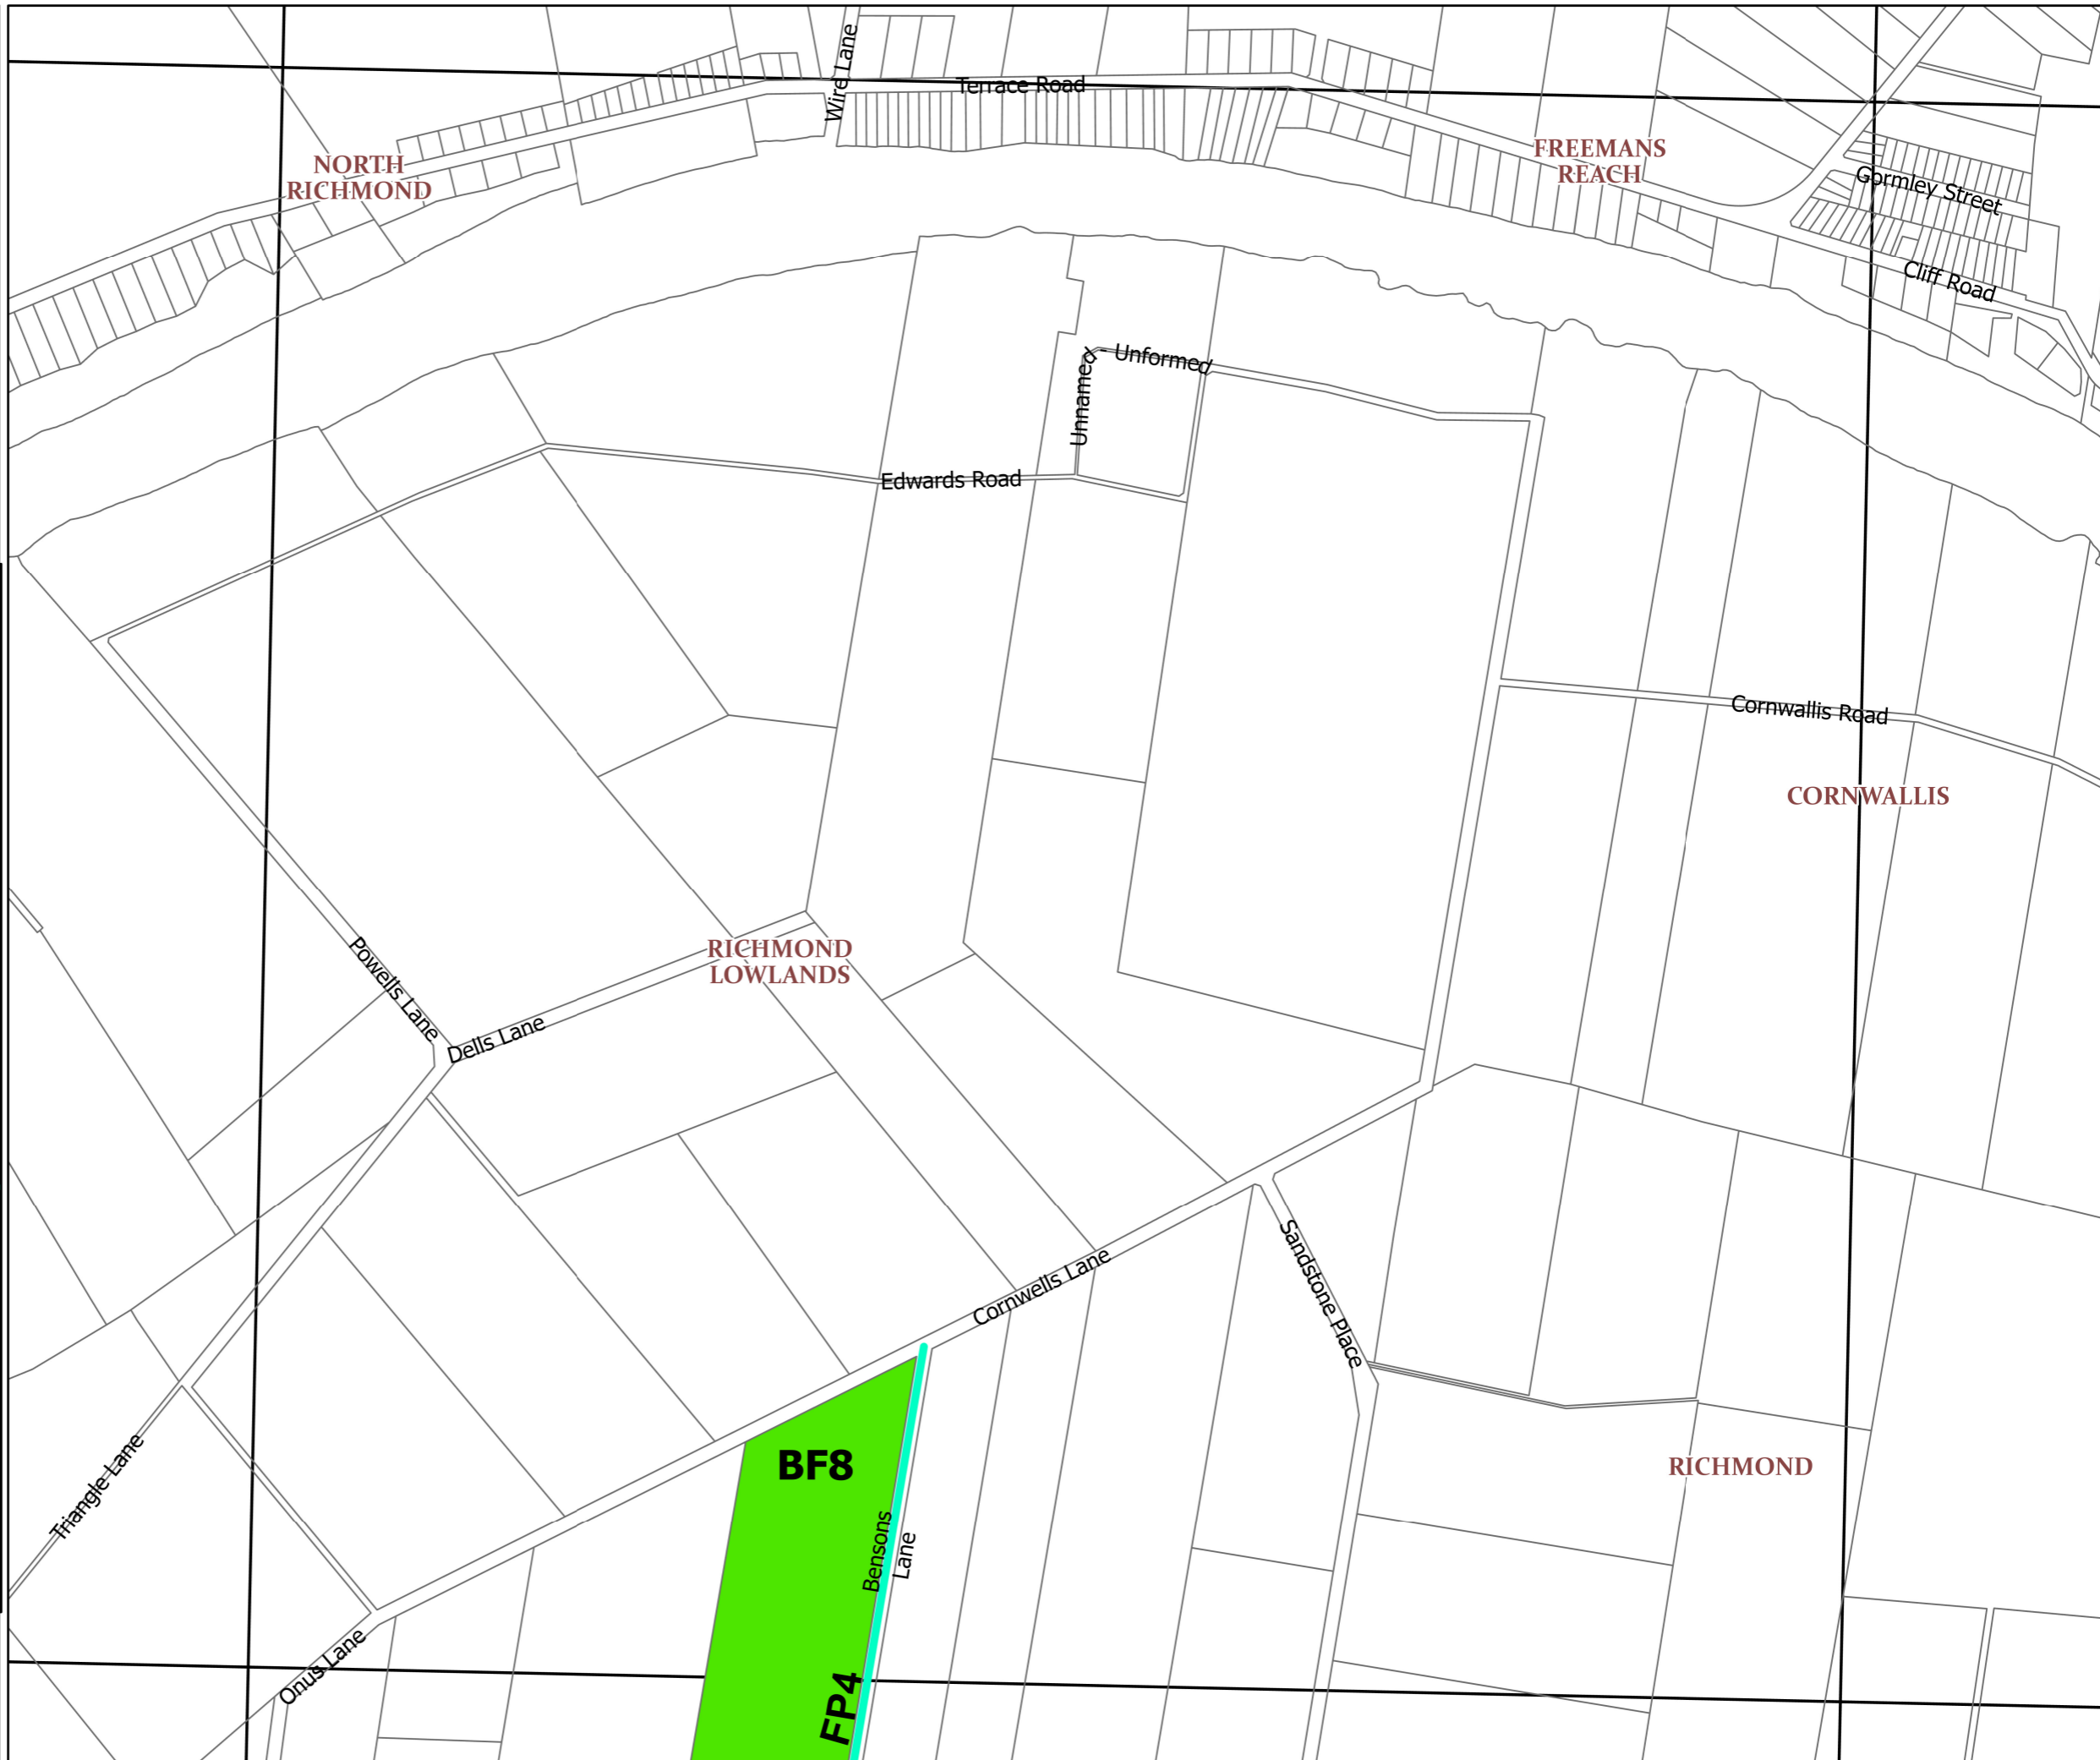 Wire Lane
Terrace Road
NORTH
RICHMOND
FREEMANS
REACH
Gormley Street
Cliff Road
Unnamed - Unformed
Edwards Road
Cornwallis Road
CORNWALLIS
RICHMOND
LOWLANDS
Powells Lane
Dells Lane
Cornwells Lane
Sandstone Place
BF8
RICHMOND
Triangle Lane
Bensons
Lane
Onus Lane
FP4